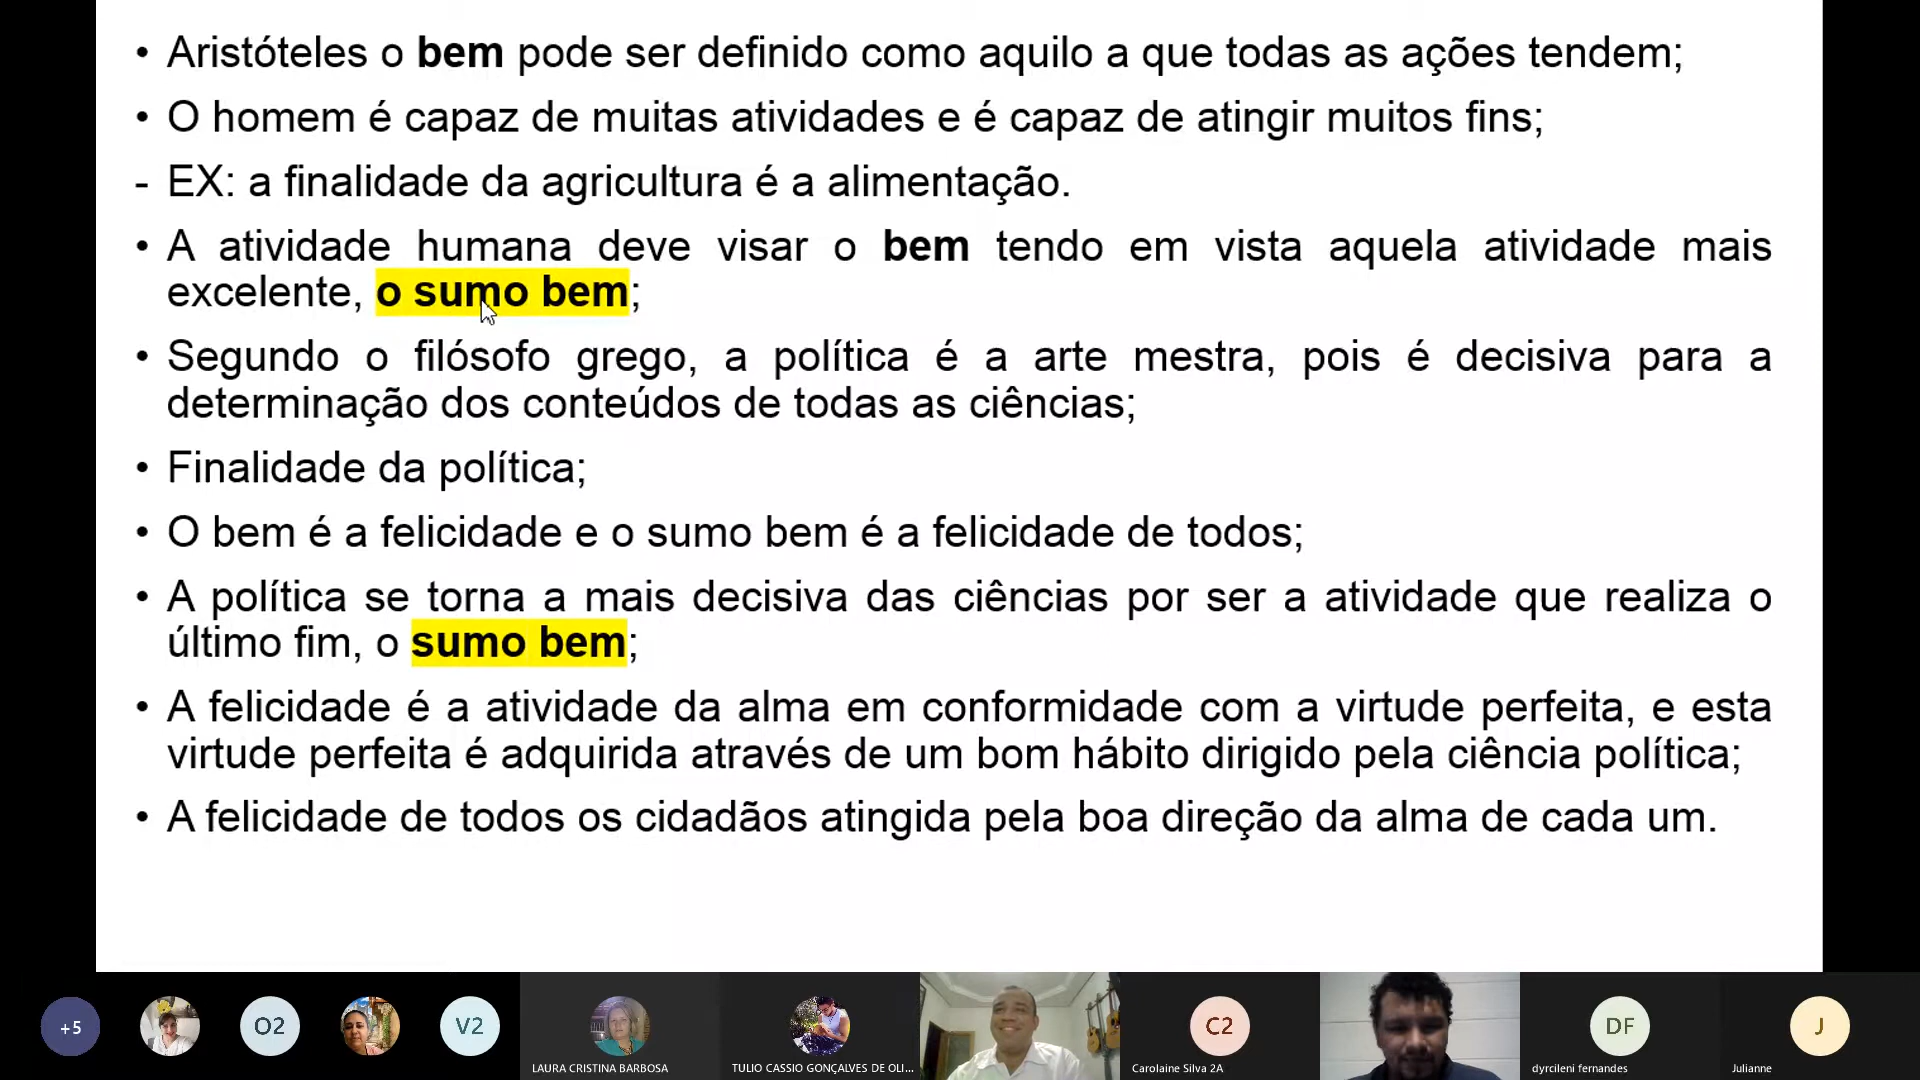 • Aristóteles o bem pode ser definido como aquilo a que todas as ações tendem;
• O homem é capaz de muitas atividades e é capaz de atingir muitos fins;
- EX: a finalidade da agricultura é a alimentação.
• A atividade humana deve visar o bem tendo em vista aquela atividade mais
excelente, o sumo bem;
• Segundo o filósofo grego, a política é a arte mestra, pois é decisiva para a
determinação dos conteúdos de todas as ciências;
• Finalidade da política;
• O bem é a felicidade e o sumo bem é a felicidade de todos;
• A política se torna a mais decisiva das ciências por ser a atividade que realiza o
último fim, o sumo bem;
• A felicidade é a atividade da alma em conformidade com a virtude perfeita, e esta
virtude perfeita é adquirida através de um bom hábito dirigido pela ciência política;
• A felicidade de todos os cidadãos atingida pela boa direção da alma de cada um.
+5
O2
V2
LAURA CRISTINA BARBOSA
TULIO CASSIO GONÇALVES DE OLI...
C2
Carolaine Silva 2A
DF
dyrcileni fernandes
J
Julianne